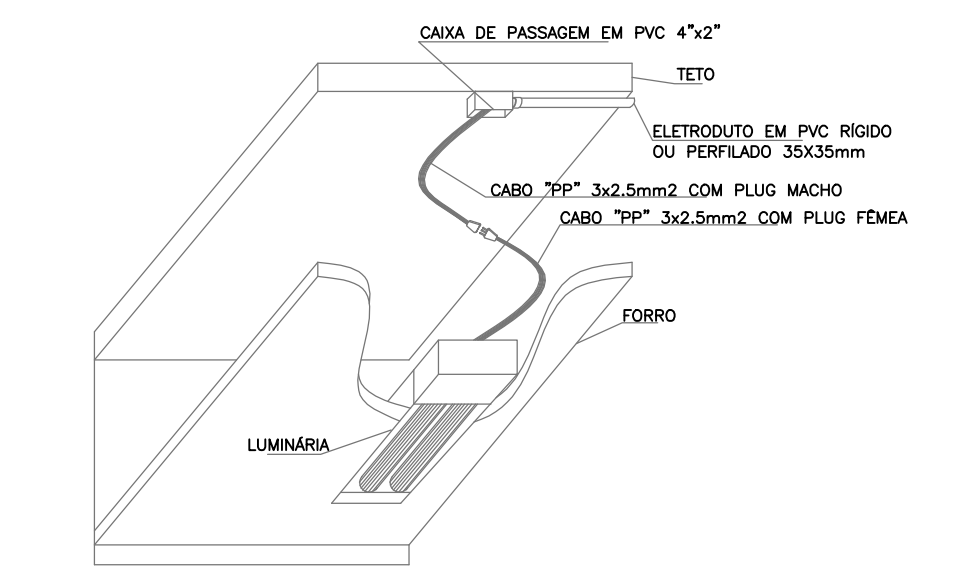 CAIXA DE PASSAGEM EM PVC 4"x2"
TETO
ELETRODUTO EM PVC RÍGIDO
OU PERFILADO 35X35mm
CABO "PP" 3x2.5mm2 COM PLUG MACHO
CABO "PP" 3x2.5mm2 COM PLUG FÊMEA
FORRO
LUMINÁRIA